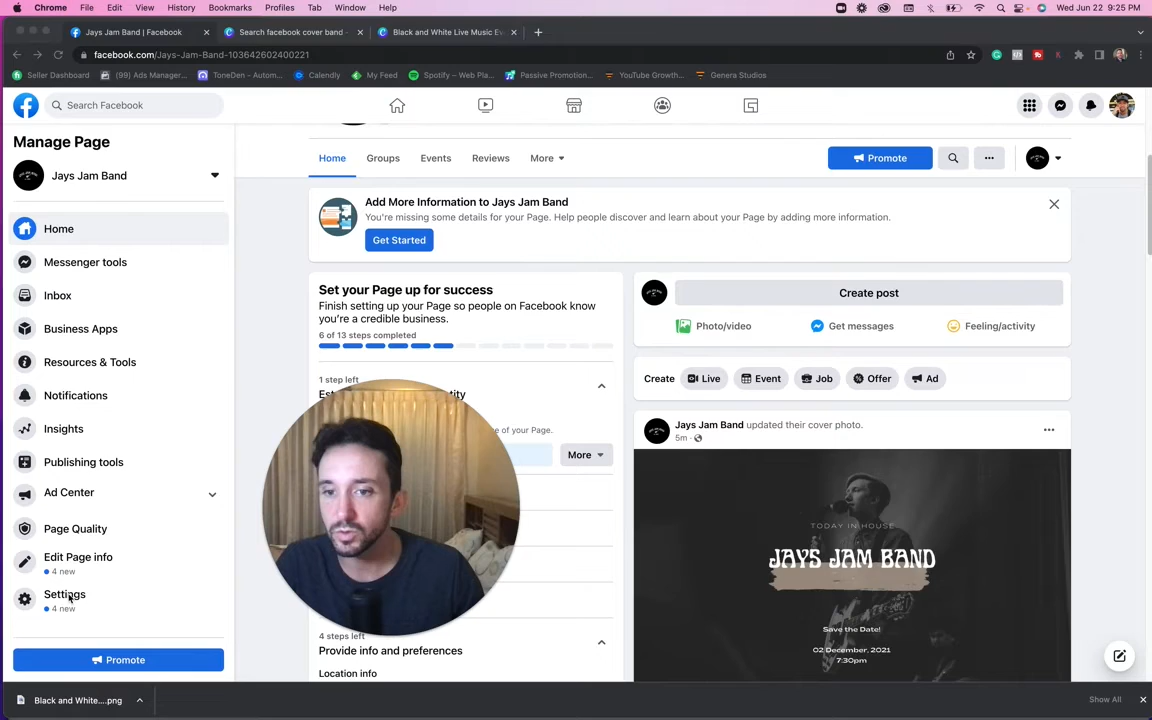 Chrome File Edit View History Bookmarks Profiles Tab Window Help Wed Jun 22 9:25 PM
Jays Jam Band | Facebook
Search facebook cover band -
Black and White Live Music Ev
facebook.com/Jays-Jam-Band-103642602400221
Seller Dashboard (99) Ads Manager... ToneDen - Autom... Calendly My Feed Spotify – Web Pla... Passive Promotion... YouTube Growth... Genera Studios
Search Facebook
Manage Page
Jays Jam Band
Home
Messenger tools
Inbox
Business Apps
Resources & Tools
Notifications
Insights
Publishing tools
Ad Center
Page Quality
Edit Page info
4 new
Settings
4 new
Promote
Home Groups Events Reviews More
Promote
Add More Information to Jays Jam Band
You're missing some details for your Page. Help people discover and learn about your Page by adding more information.
Get Started
Set your Page up for success
Finish setting up your Page so people on Facebook know
you're a credible business.
6 of 13 steps completed
1 step left
of your Page.
More
4 steps left
Provide info and preferences
Location info
Create post
Photo/video Get messages Feeling/activity
Create Live Event Job Offer Ad
Jays Jam Band updated their cover photo.
5m ·
TODAY IN HOUSE
JAYS JAM BAND
Save the Date!
02 December, 2021
7:30pm
Black and White....png
Show All